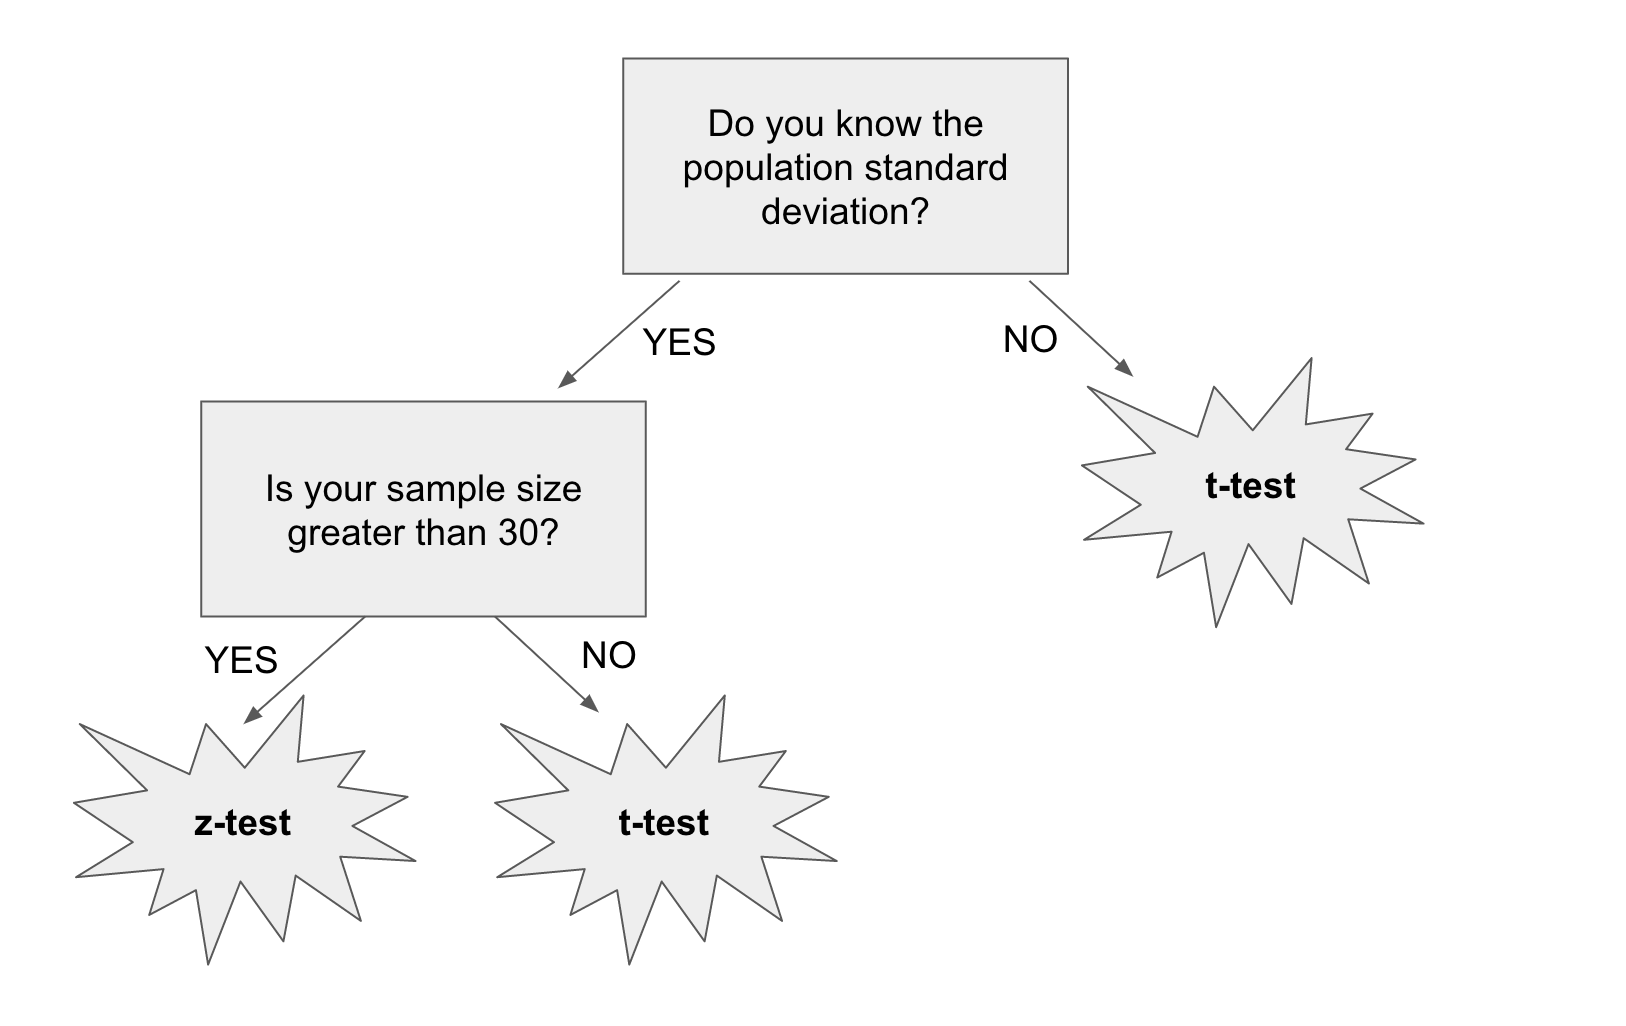 Do you know the
population standard
deviation?
YES
NO
Is your sample size
greater than 30?
t-test
YES
NO
z-test
t-test